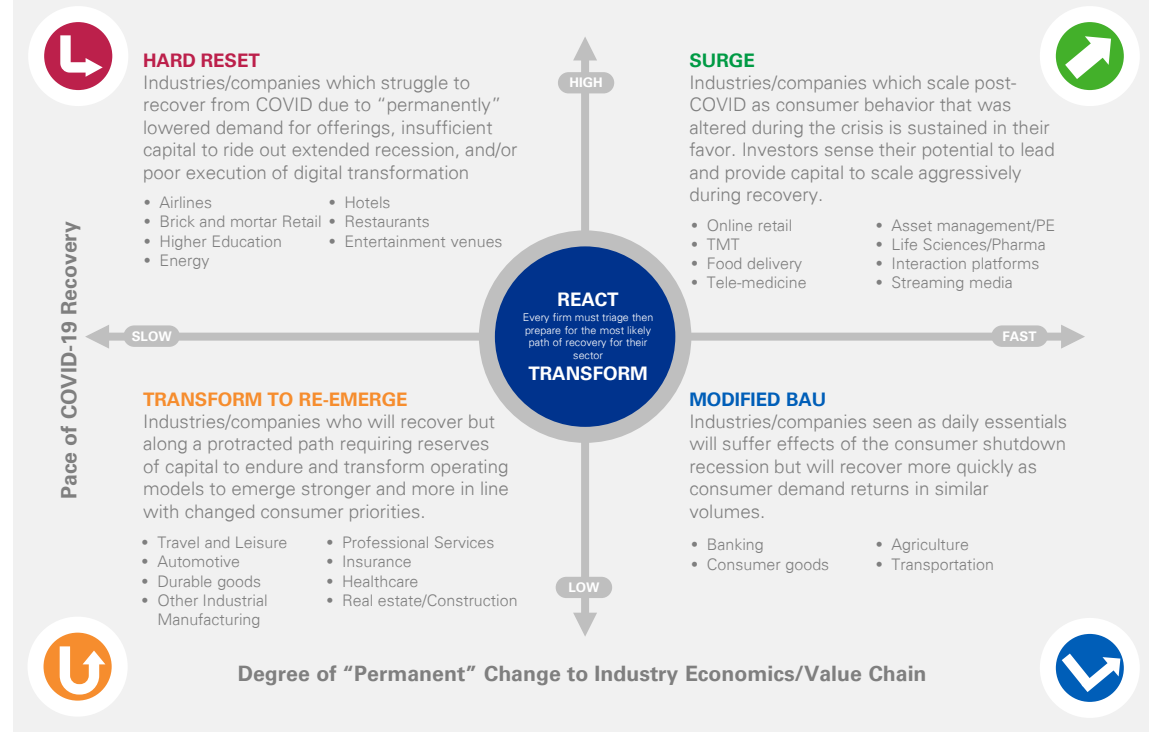 HARD RESET
Industries/companies which struggle to
recover from COVID due to “permanently”
lowered demand for offerings, insufficient
capital to ride out extended recession, and/or
poor execution of digital transformation
• Airlines
• Brick and mortar Retail
• Higher Education
• Energy
• Hotels
• Restaurants
• Entertainment venues
HIGH
SURGE
Industries/companies which scale post-
COVID as consumer behavior that was
altered during the crisis is sustained in their
favor. Investors sense their potential to lead
and provide capital to scale aggressively
during recovery.
• Online retail
• TMT
• Food delivery
• Tele-medicine
• Asset management/PE
• Life Sciences/Pharma
• Interaction platforms
• Streaming media
Pace of COVID-19 Recovery
SLOW
REACT
Every firm must triage then
prepare for the most likely
path of recovery for their
sector
TRANSFORM
FAST
TRANSFORM TO RE-EMERGE
Industries/companies who will recover but
along a protracted path requiring reserves
of capital to endure and transform operating
models to emerge stronger and more in line
with changed consumer priorities.
• Travel and Leisure
• Automotive
• Durable goods
• Other Industrial
Manufacturing
• Professional Services
• Insurance
• Healthcare
• Real estate/Construction
LOW
MODIFIED BAU
Industries/companies seen as daily essentials
will suffer effects of the consumer shutdown
recession but will recover more quickly as
consumer demand returns in similar
volumes.
• Banking
• Consumer goods
• Agriculture
• Transportation
Degree of “Permanent” Change to Industry Economics/Value Chain